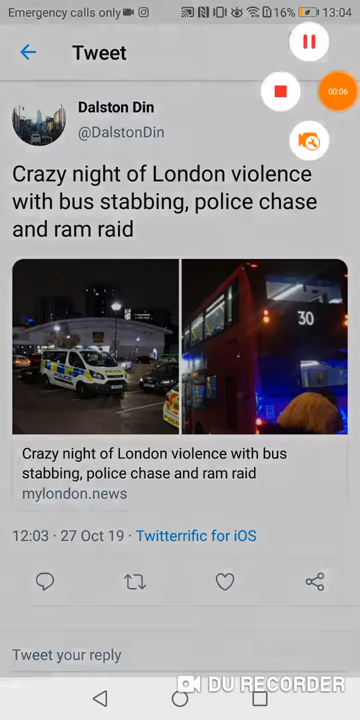 Emergency calls only 16% 13:04
Tweet
00:06
Dalston Din
@DalstonDin
Crazy night of London violence
with bus stabbing, police chase
and ram raid
30
Crazy night of London violence with bus
stabbing, police chase and ram raid
mylondon.news
12:03 · 27 Oct 19 · Twitterrific for iOS
Tweet your reply
DU RECORDER